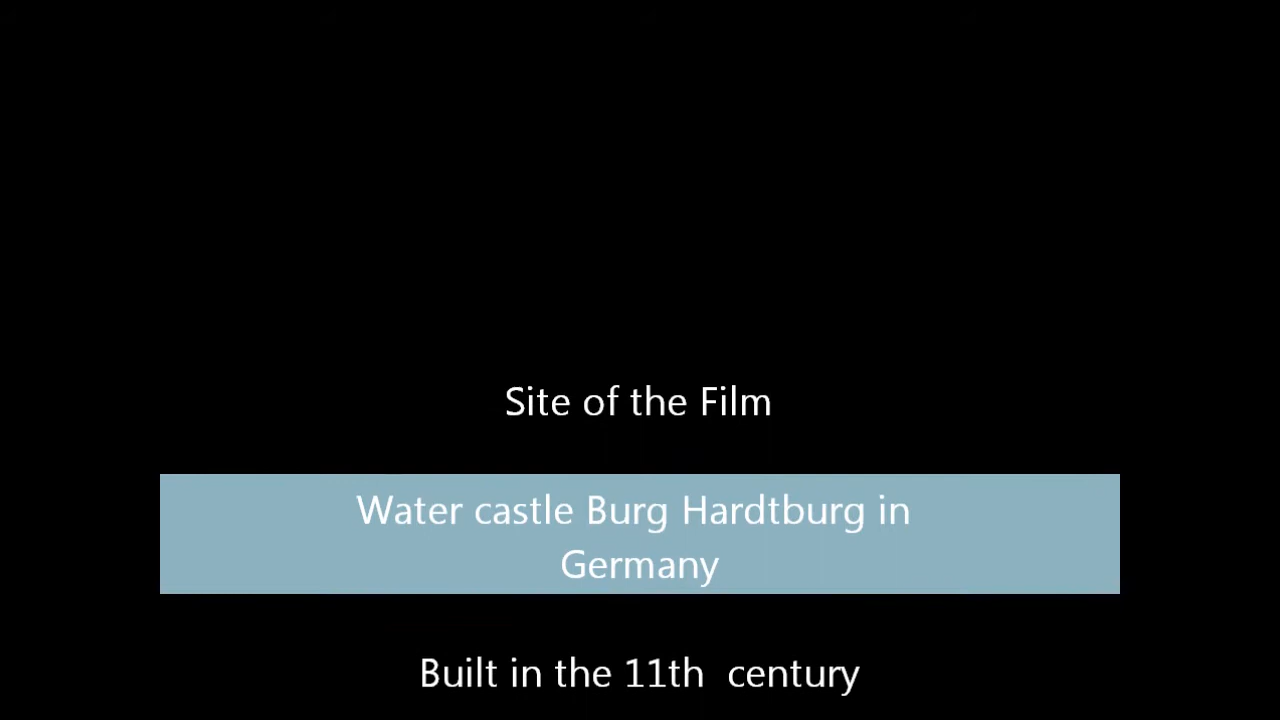 Site of the Film
Water castle Burg Hardtburg in
Germany
Built in the 11th  century